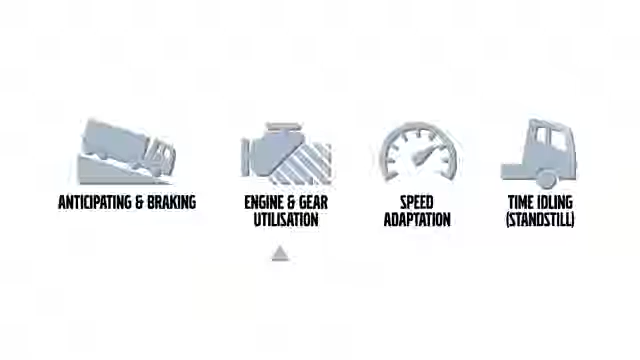 ANTICIPATING & BRAKING
ENGINE & GEAR
UTILISATION
SPEED
ADAPTATION
TIME IDLING
(STANDSTILL)